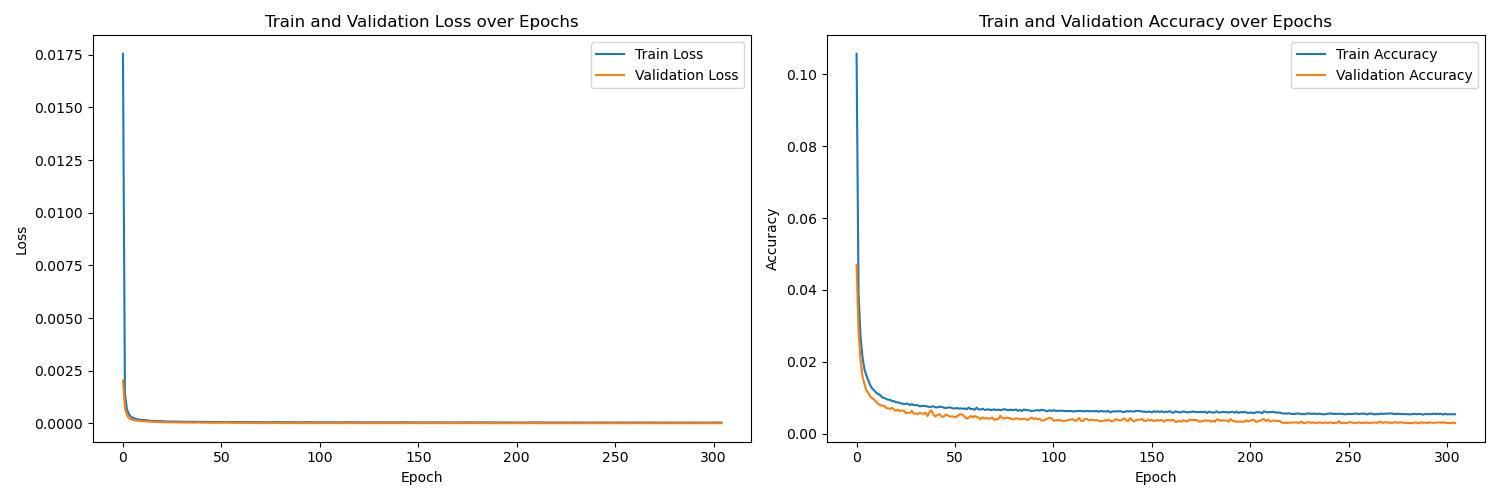 Train and Validation Loss over Epochs
Train Loss
Validation Loss
0.0175
0.0150
0.0125
0.0100
0.0075
0.0050
0.0025
0.0000
Loss
0
50
100
150
200
250
300
Epoch
Train and Validation Accuracy over Epochs
Train Accuracy
Validation Accuracy
0.10
0.08
0.06
0.04
0.02
0.00
Accuracy
0
50
100
150
200
250
300
Epoch